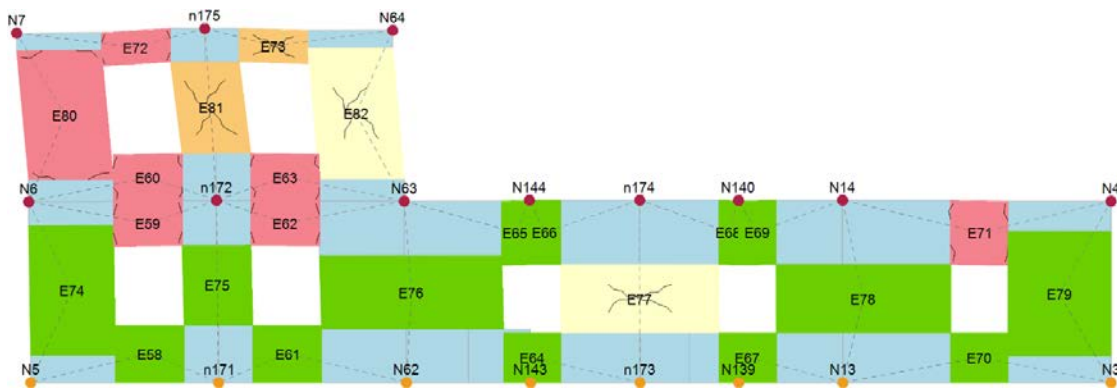 N7 n175 N64
E72 E73
E80 E81 E82
E60 E63
N6 n172 N63 N144 n174 N140 N14 N4
E59 E62 E65 E66 E68 E69 E71
E74 E75 E76 E77 E78 E79
E58 E61 E64 E67 E70
N5 n171 N62 N143 n173 N139 N13 N3